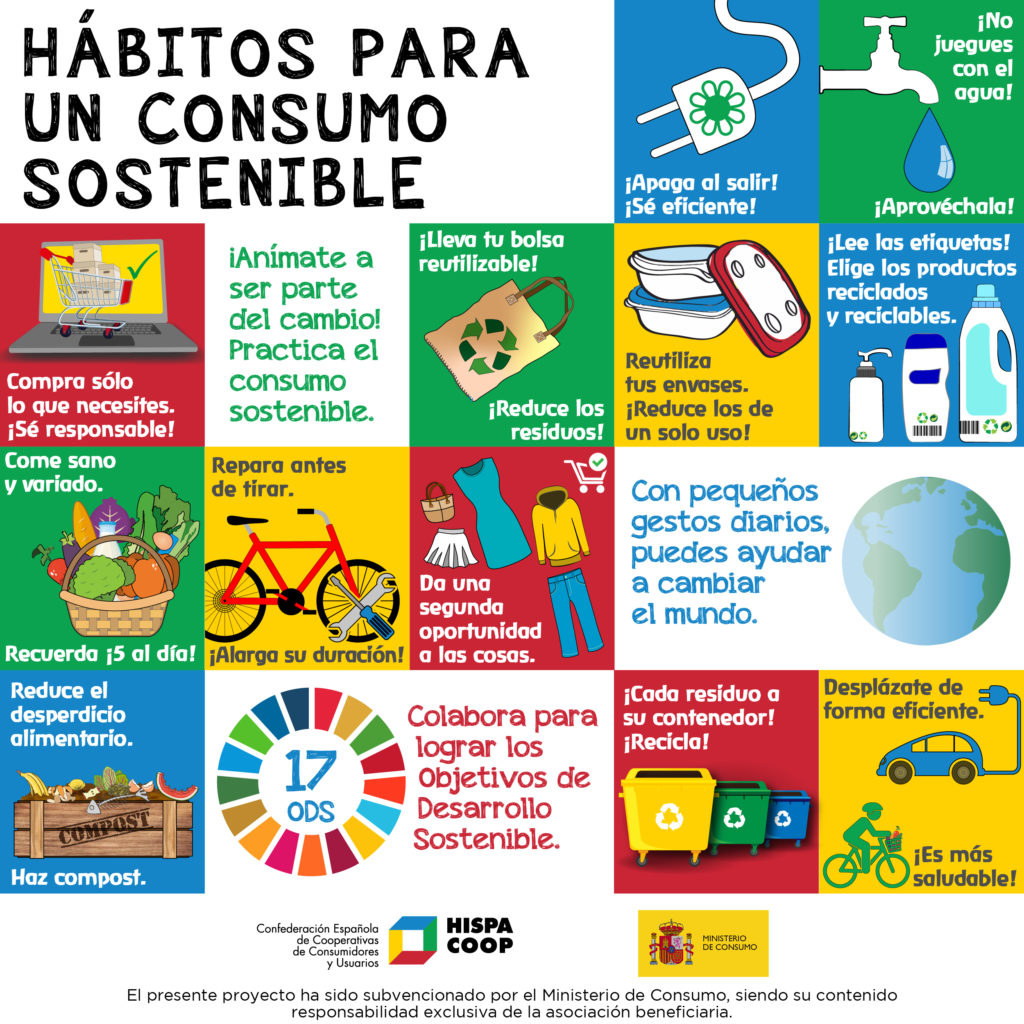 HÁBITOS PARA
UN CONSUMO
SOSTENIBLE
¡Apaga al salir!
¡Sé eficiente!
¡No
juegues
con el
agua!
¡Aprovéchala!
Compra sólo
lo que necesites.
¡Sé responsable!
¡Anímate a
ser parte
del cambio!
Practica el
consumo
sostenible.
¡Lleva tu bolsa
reutilizable!
¡Reduce los
residuos!
Reutiliza
tus envases.
¡Reduce los de
un solo uso!
¡Lee las etiquetas!
Elige los productos
reciclados
y reciclables.
Come sano
y variado.
Recuerda ¡5 al día!
Repara antes
de tirar.
¡Alarga su duración!
Da una
segunda
oportunidad
a las cosas.
Con pequeños
gestos diarios,
puedes ayudar
a cambiar
el mundo.
Reduce el
desperdicio
alimentario.
COMPOST
Haz compost.
17
ODS
Colabora para
lograr los
Objetivos de
Desarrollo
Sostenible.
¡Cada residuo a
su contenedor!
¡Recicla!
Desplázate de
forma eficiente.
¡Es más
saludable!
Confederación Española
de Cooperativas
de Consumidores
y Usuarios
HISPA
COOP
MINISTERIO
DE CONSUMO
El presente proyecto ha sido subvencionado por el Ministerio de Consumo, siendo su contenido
responsabilidad exclusiva de la asociación beneficiaria.